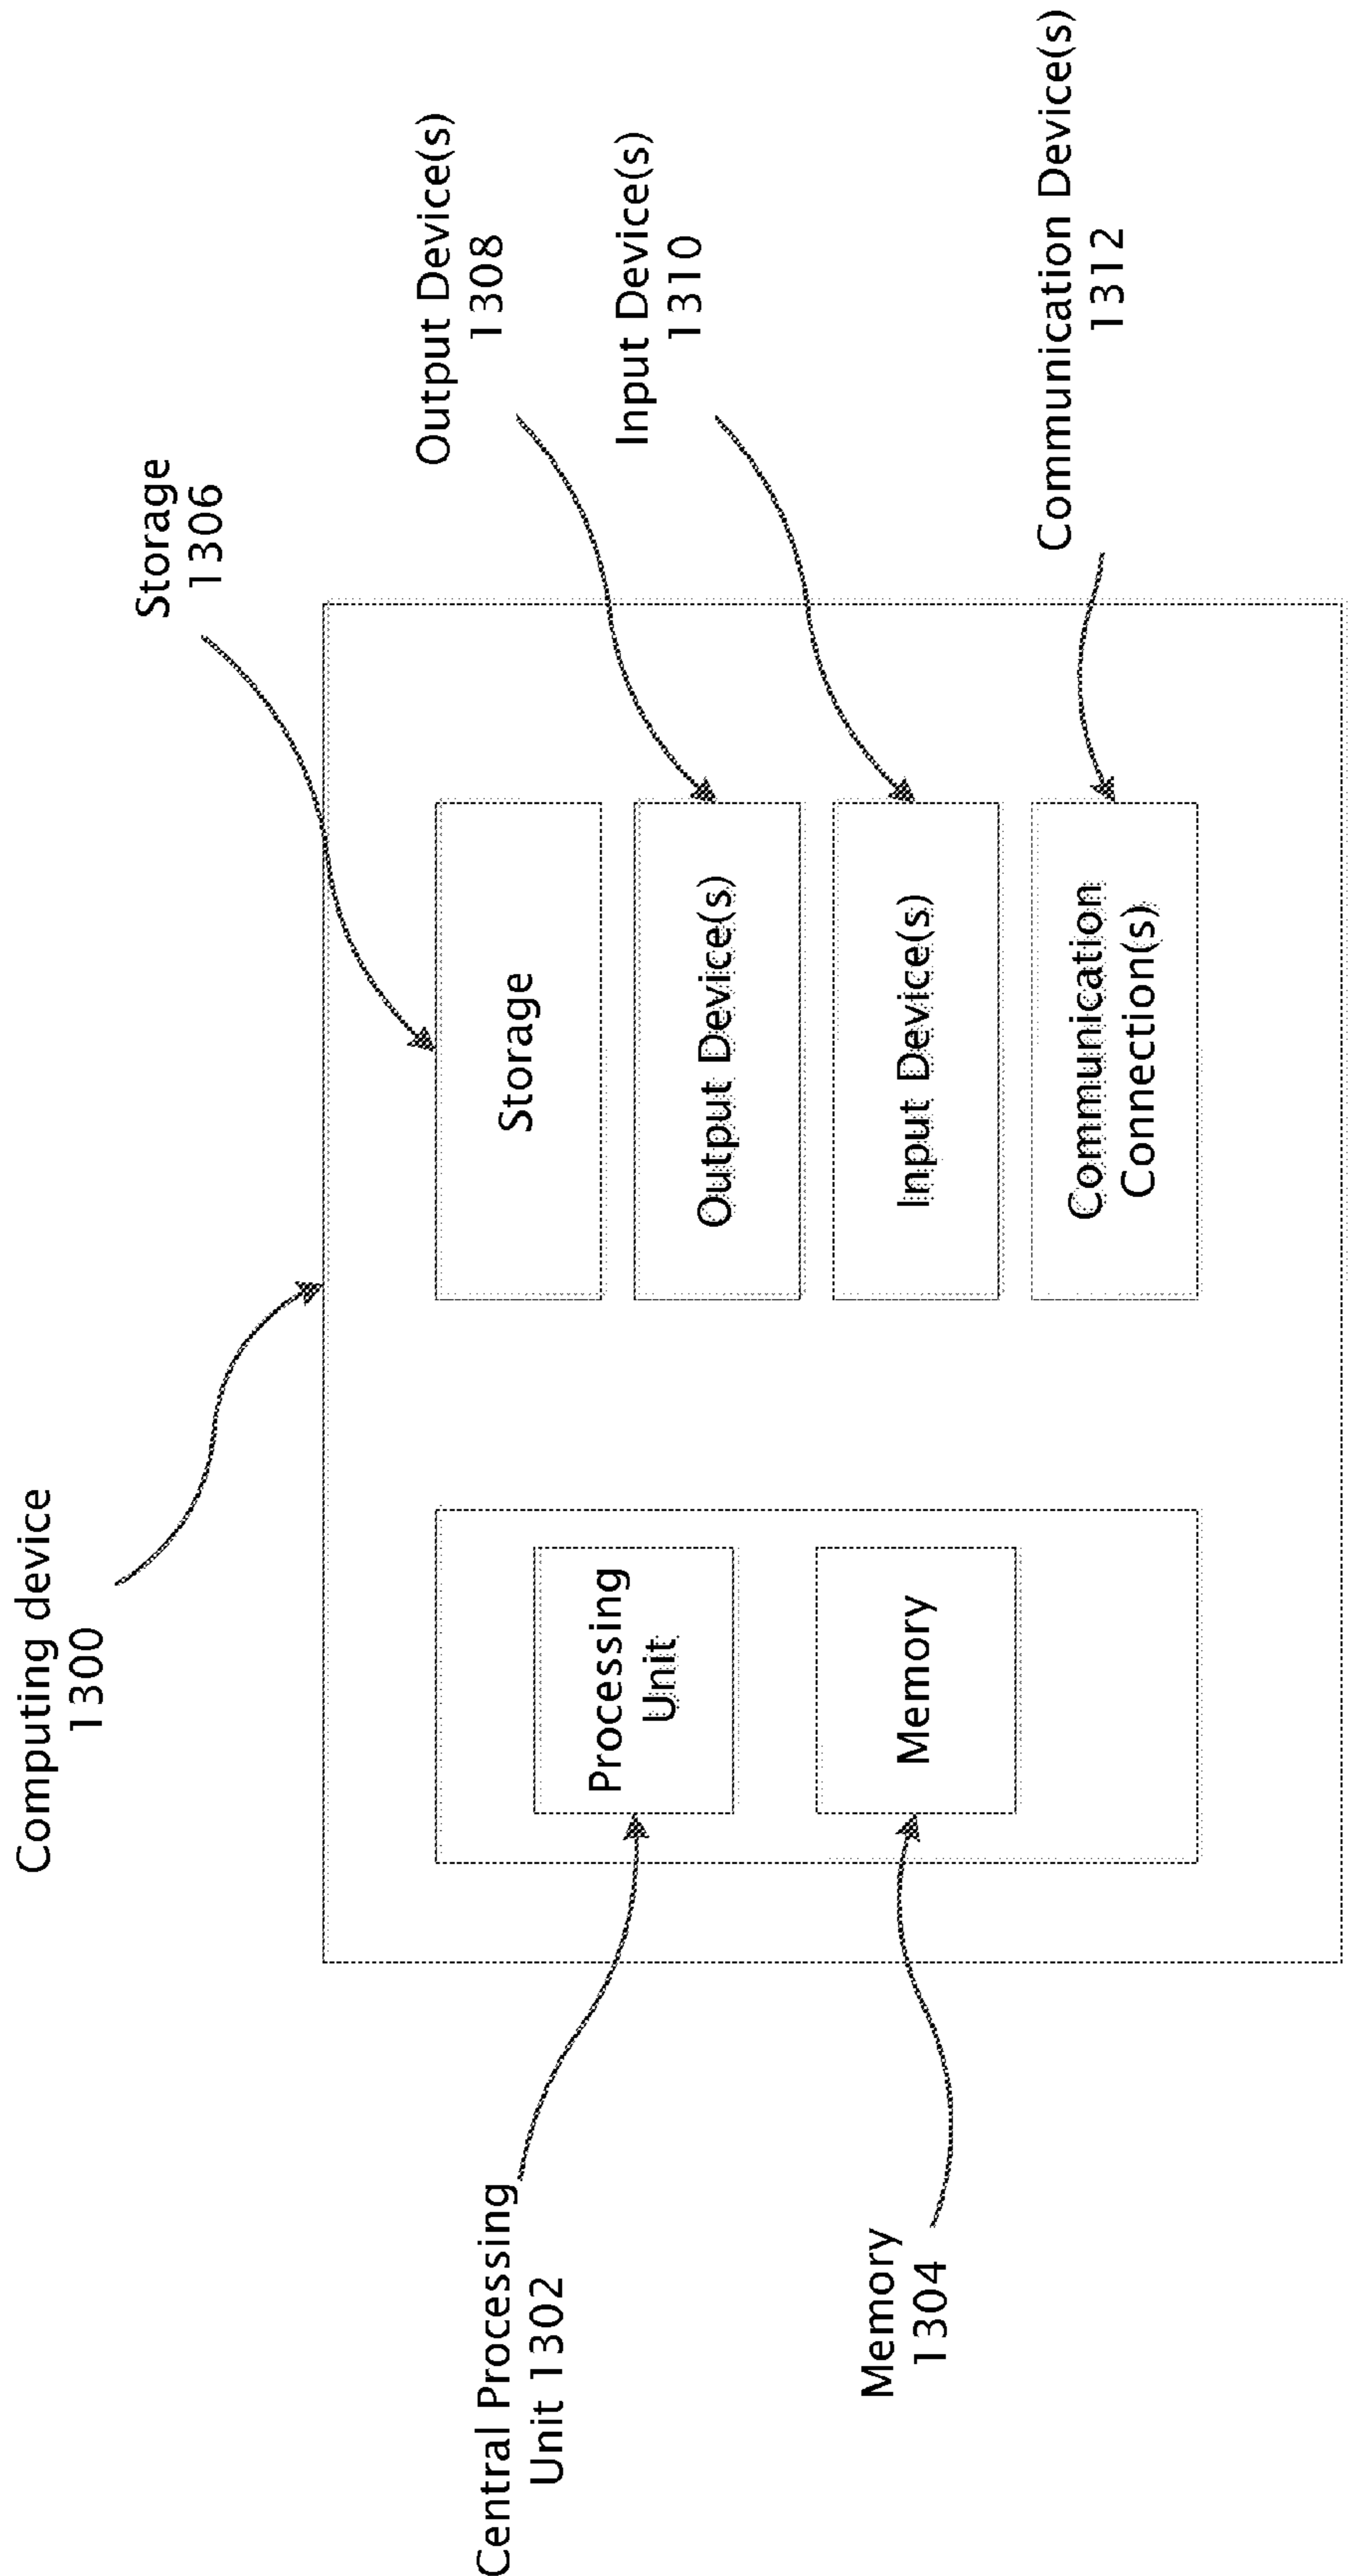 Computing device
1300
Storage
1306
Output Device(s)
1308
Input Device(s)
1310
Communication Device(s)
1312
Central Processing
Unit 1302
Memory
1304
Processing
Unit
Memory
Storage
Output Device(s)
Input Device(s)
Communication
Connection(s)